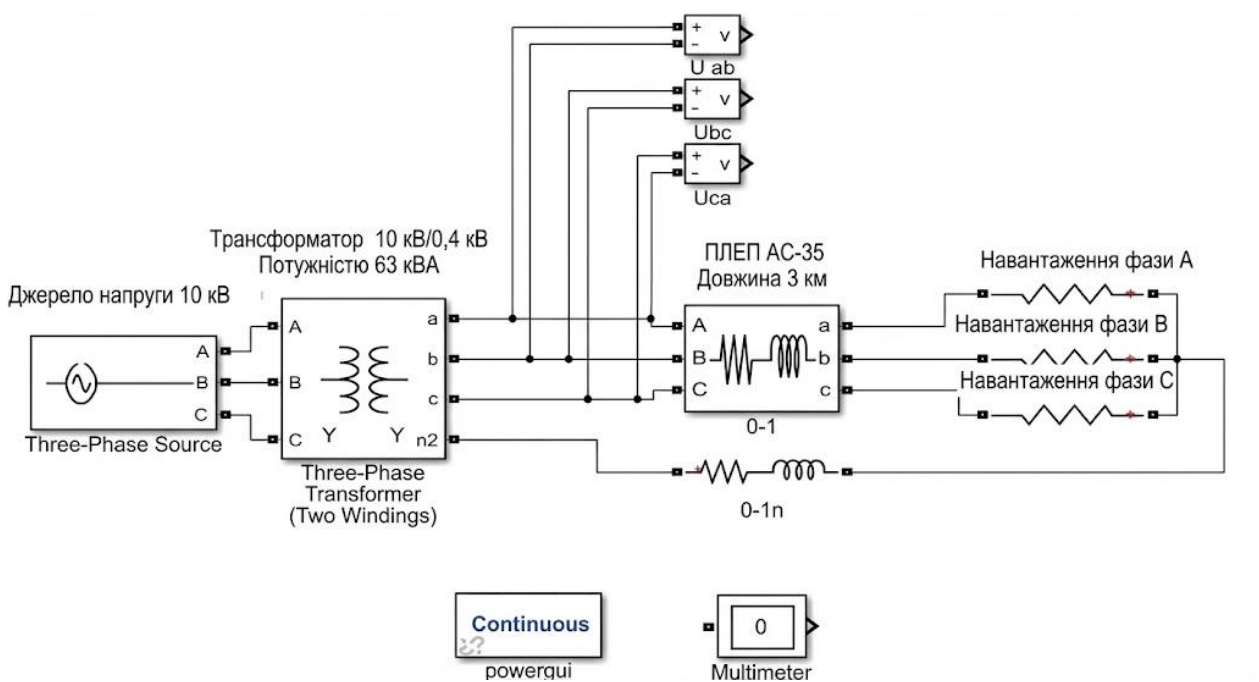 +
-
v
U ab
+
-
v
Ubc
+
-
v
Uca
Трансформатор 10 кВ/0,4 кВ
Потужністю 63 кВА
ПЛЕП АС-35
Довжина 3 км
Навантаження фази А
Джерело напруги 10 кВ
A
B
C
Three-Phase Source
A
B
C
Y
Y
a
b
c
n2
Three-Phase
Transformer
(Two Windings)
A
B
C
a
b
c
0-1
Навантаження фази В
Навантаження фази С
+
0-1n
Continuous
powergui
0
Multimeter